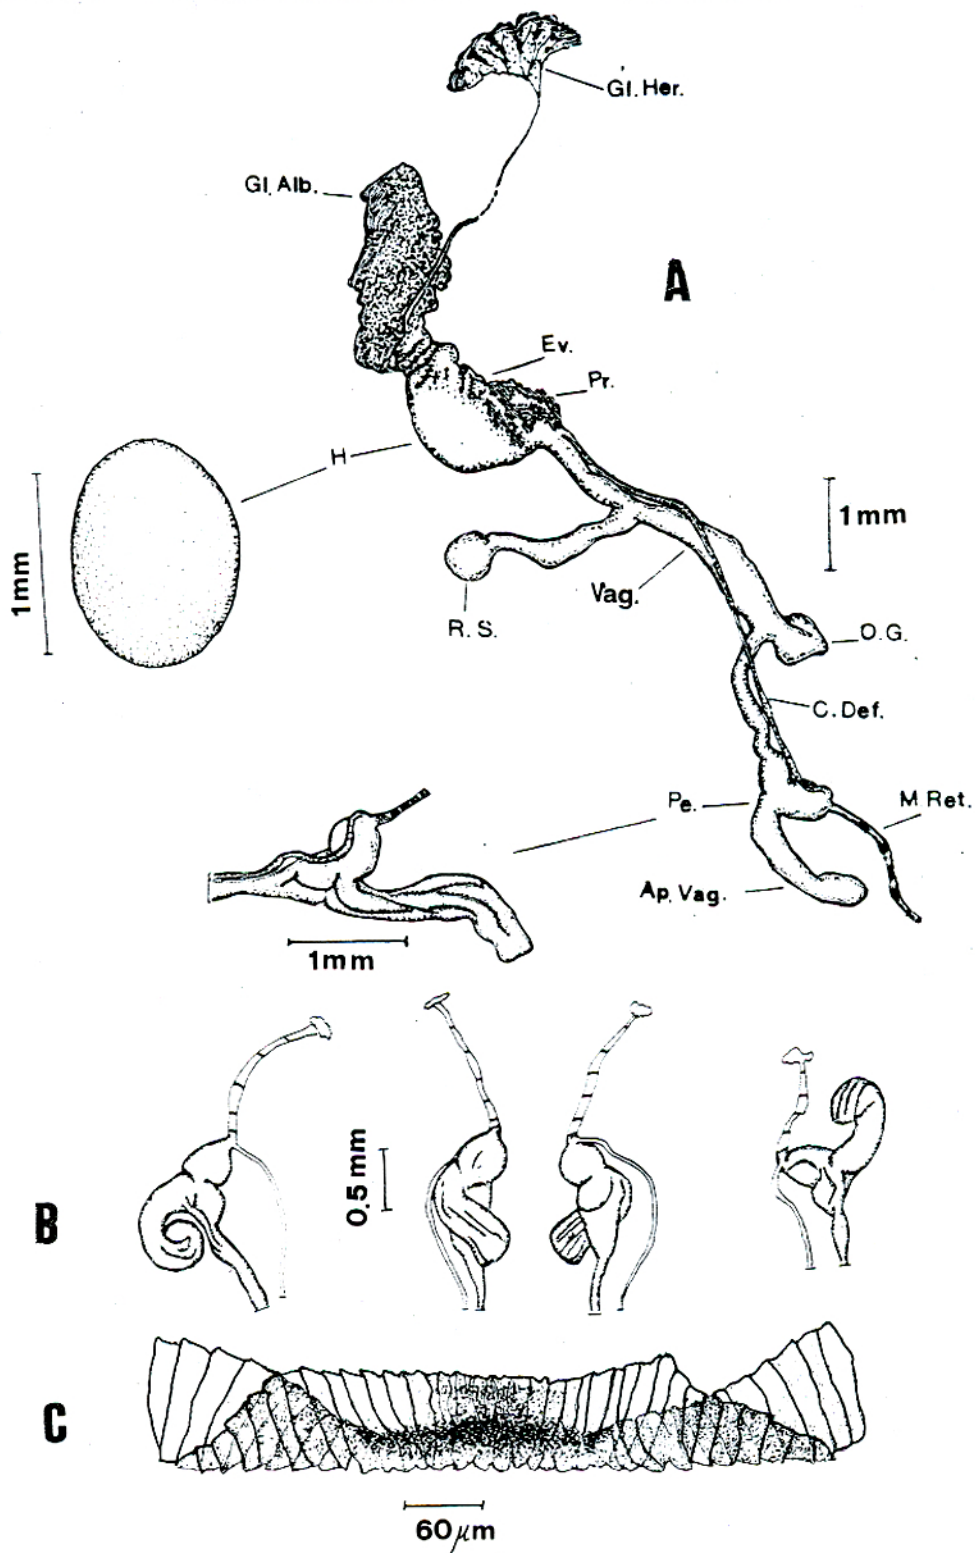 Gl. Her.
Gl. Alb.
A
Ev.
Pr.
H
1mm
1mm
Vag.
R. S.
O.G.
C. Def.
Pe.
M. Ret.
Ap. Vag.
1mm
B
0.5 mm
C
60μm